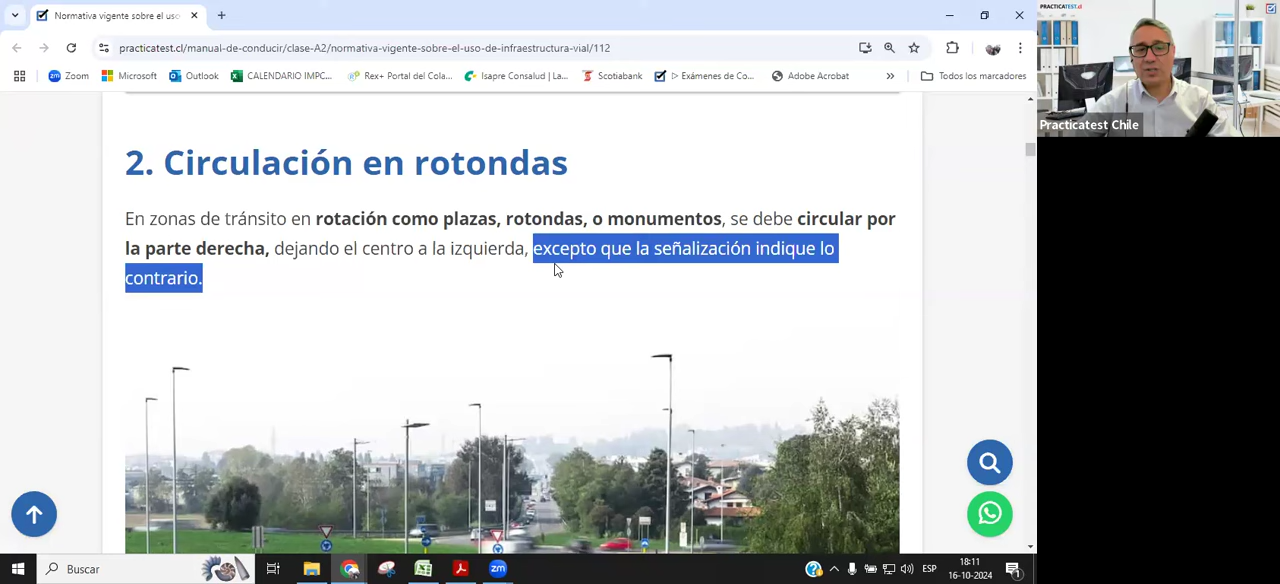 Normativa vigente sobre el uso
practicatest.cl/manual-de-conducir/clase-A2/normativa-vigente-sobre-el-uso-de-infraestructura-vial/112
Zoom
Microsoft
Outlook
CALENDARIO IMPC...
Rex+ Portal del Cola...
Isapre Consalud | La...
Scotiabank
Exámenes de Co...
Adobe Acrobat
Todos los marcadores
PRACTICATEST.cl
Practicatest Chile
2. Circulación en rotondas
En zonas de tránsito en rotación como plazas, rotondas, o monumentos, se debe circular por
la parte derecha, dejando el centro a la izquierda, excepto que la señalización indique lo
contrario.
Buscar
ESP
18:11
16-10-2024
1